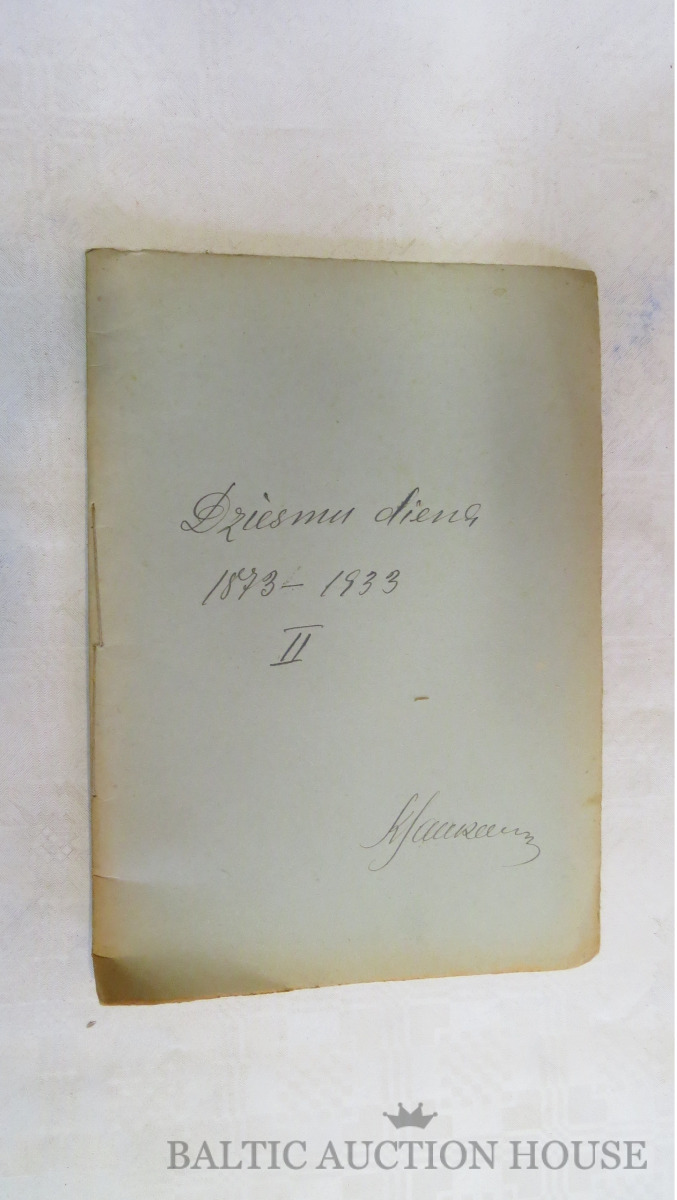 Dziesmu diena
1873 - 1933
II
BALTIC AUCTION HOUSE